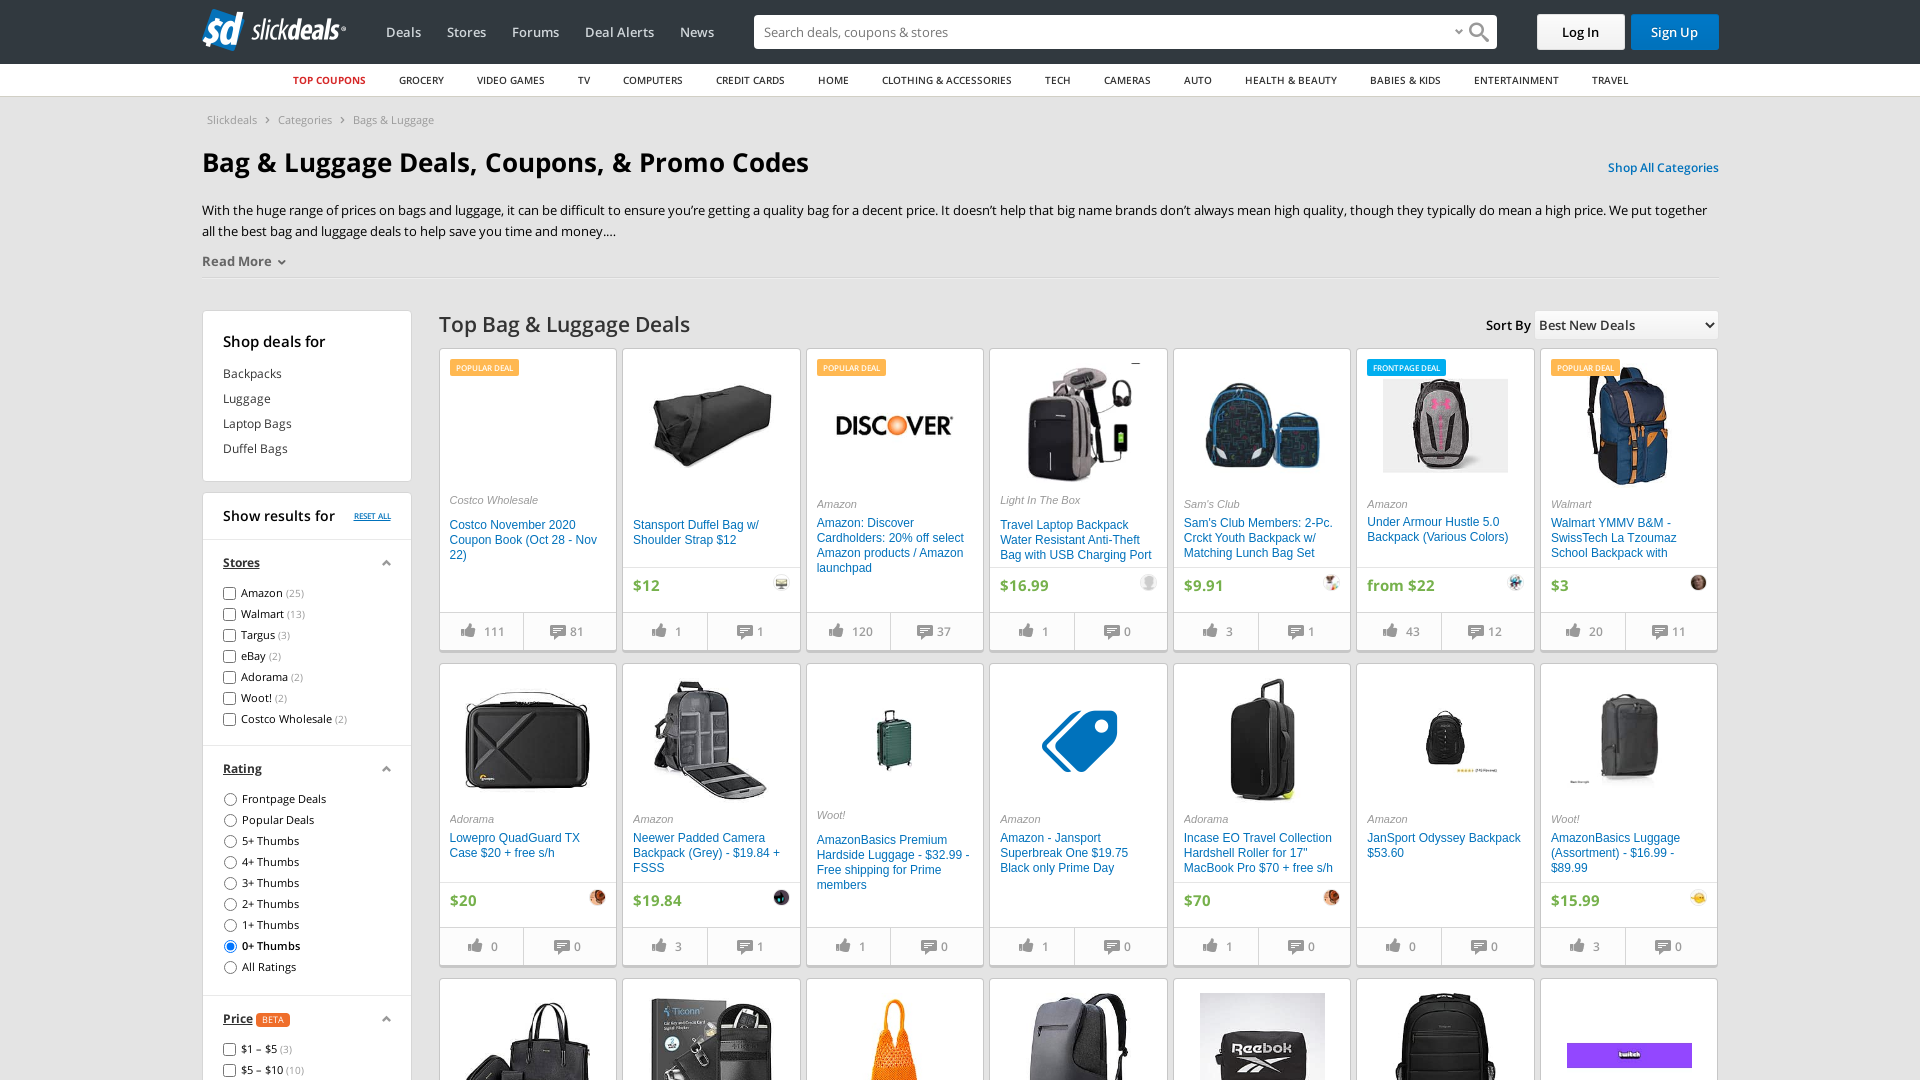 sd slickdeals
Deals
Stores
Forums
Deal Alerts
News
Search deals, coupons & stores
Log In
Sign Up
TOP COUPONS
GROCERY
VIDEO GAMES
TV
COMPUTERS
CREDIT CARDS
HOME
CLOTHING & ACCESSORIES
TECH
CAMERAS
AUTO
HEALTH & BEAUTY
BABIES & KIDS
ENTERTAINMENT
TRAVEL
Slickdeals > Categories > Bags & Luggage
Bag & Luggage Deals, Coupons, & Promo Codes
Shop All Categories
With the huge range of prices on bags and luggage, it can be difficult to ensure you’re getting a quality bag for a decent price. It doesn’t help that big name brands don’t always mean high quality, though they typically do mean a high price. We put together
all the best bag and luggage deals to help save you time and money....
Read More
Shop deals for
Backpacks
Luggage
Laptop Bags
Duffel Bags
Show results for
RESET ALL
Stores
Amazon (25)
Walmart (13)
Targus (3)
eBay (2)
Adorama (2)
Woot! (2)
Costco Wholesale (2)
Rating
Frontpage Deals
Popular Deals
5+ Thumbs
4+ Thumbs
3+ Thumbs
2+ Thumbs
1+ Thumbs
0+ Thumbs
All Ratings
Price BETA
$1 – $5 (3)
$5 – $10 (10)
Top Bag & Luggage Deals
Sort By Best New Deals
POPULAR DEAL
Costco Wholesale
Costco November 2020
Coupon Book (Oct 28 - Nov
22)
111
81
Stansport Duffel Bag w/
Shoulder Strap $12
$12
1
1
POPULAR DEAL
DISCOVER
Amazon
Amazon: Discover
Cardholders: 20% off select
Amazon products / Amazon
launchpad
120
37
Light In The Box
Travel Laptop Backpack
Water Resistant Anti-Theft
Bag with USB Charging Port
$16.99
1
0
Sam's Club
Sam's Club Members: 2-Pc.
Crckt Youth Backpack w/
Matching Lunch Bag Set
$9.91
3
1
FRONTPAGE DEAL
Amazon
Under Armour Hustle 5.0
Backpack (Various Colors)
from $22
43
12
POPULAR DEAL
Walmart
Walmart YMMV B&M -
SwissTech La Tzoumaz
School Backpack with
$3
20
11
Adorama
Lowepro QuadGuard TX
Case $20 + free s/h
$20
0
0
Amazon
Neewer Padded Camera
Backpack (Grey) - $19.84 +
FSSS
$19.84
3
1
Woot!
AmazonBasics Premium
Hardside Luggage - $32.99 -
Free shipping for Prime
members
1
0
Amazon
Amazon - Jansport
Superbreak One $19.75
Black only Prime Day
1
0
Adorama
Incase EO Travel Collection
Hardshell Roller for 17"
MacBook Pro $70 + free s/h
$70
1
0
Amazon
JanSport Odyssey Backpack
$53.60
0
0
Woot!
AmazonBasics Luggage
(Assortment) - $16.99 -
$89.99
$15.99
3
0
Ticonn
Reebok
twitch